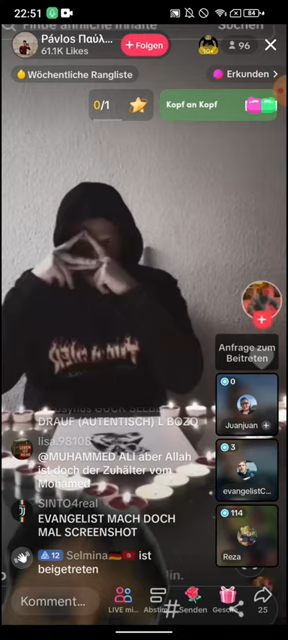 22:51
84
Finde ähnliche Inhalte
Suchen
Pávlos Παύλ...
61.1K Likes
+ Folgen
96
Wöchentliche Rangliste
Erkunden >
0/1
Kopf an Kopf
Anfrage zum
Beitreten
0
Juanjuan
3
evangelistC...
114
Reza
DRAUF (AUTENTISCH) L BOZO
lisa.98108
@MUHAMMED ALI aber Allah
ist doch der Zuhälter vom
Mohamed
SINTO4real
EVANGELIST MACH DOCH
MAL SCREENSHOT
12 Selmina🇩🇪🇹🇳 ist
beigetreten
Komment...
LIVE mi...
Abstim
Senden
Gesch
25